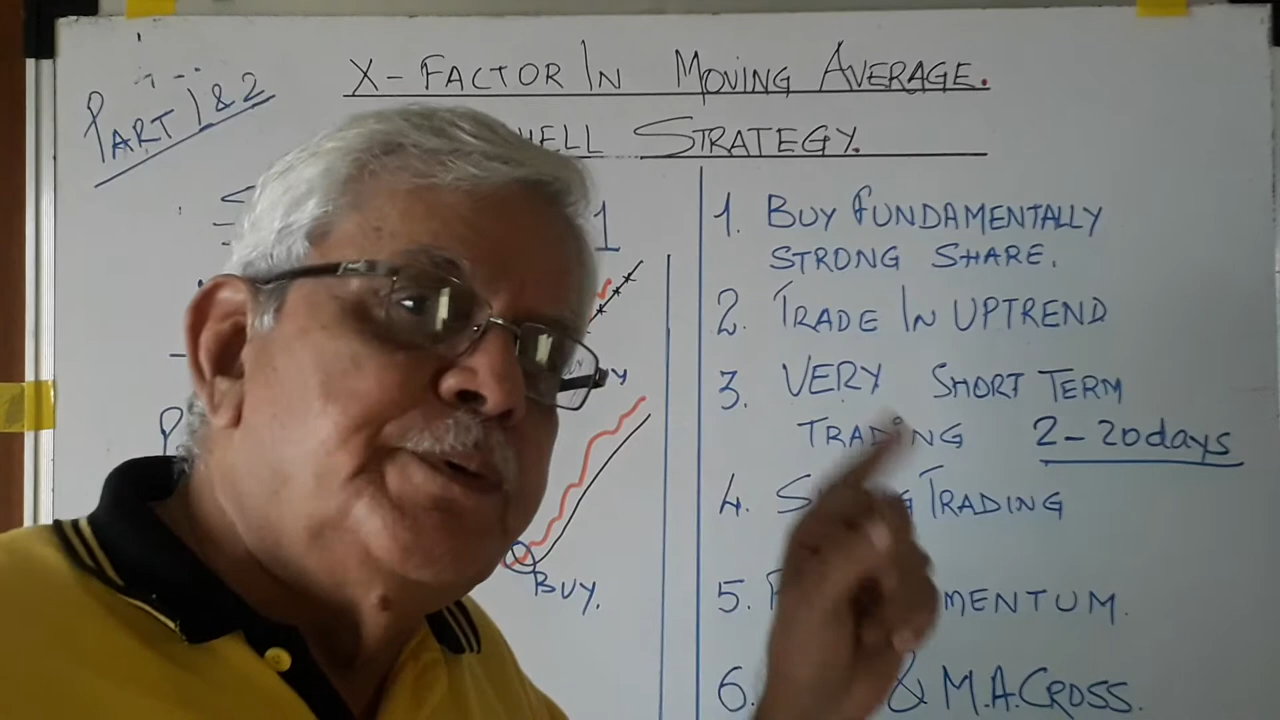 PART 1 & 2
X-FACTOR IN MOVING AVERAGE.
STRATEGY.
1
1. BUY FUNDAMENTALLY
STRONG SHARE.
2. TRADE IN UPTREND
3. VERY SHORT TERM
TRADING 2-20days
4. TRADING
BUY.
5.
6. & M.A.CROSS.